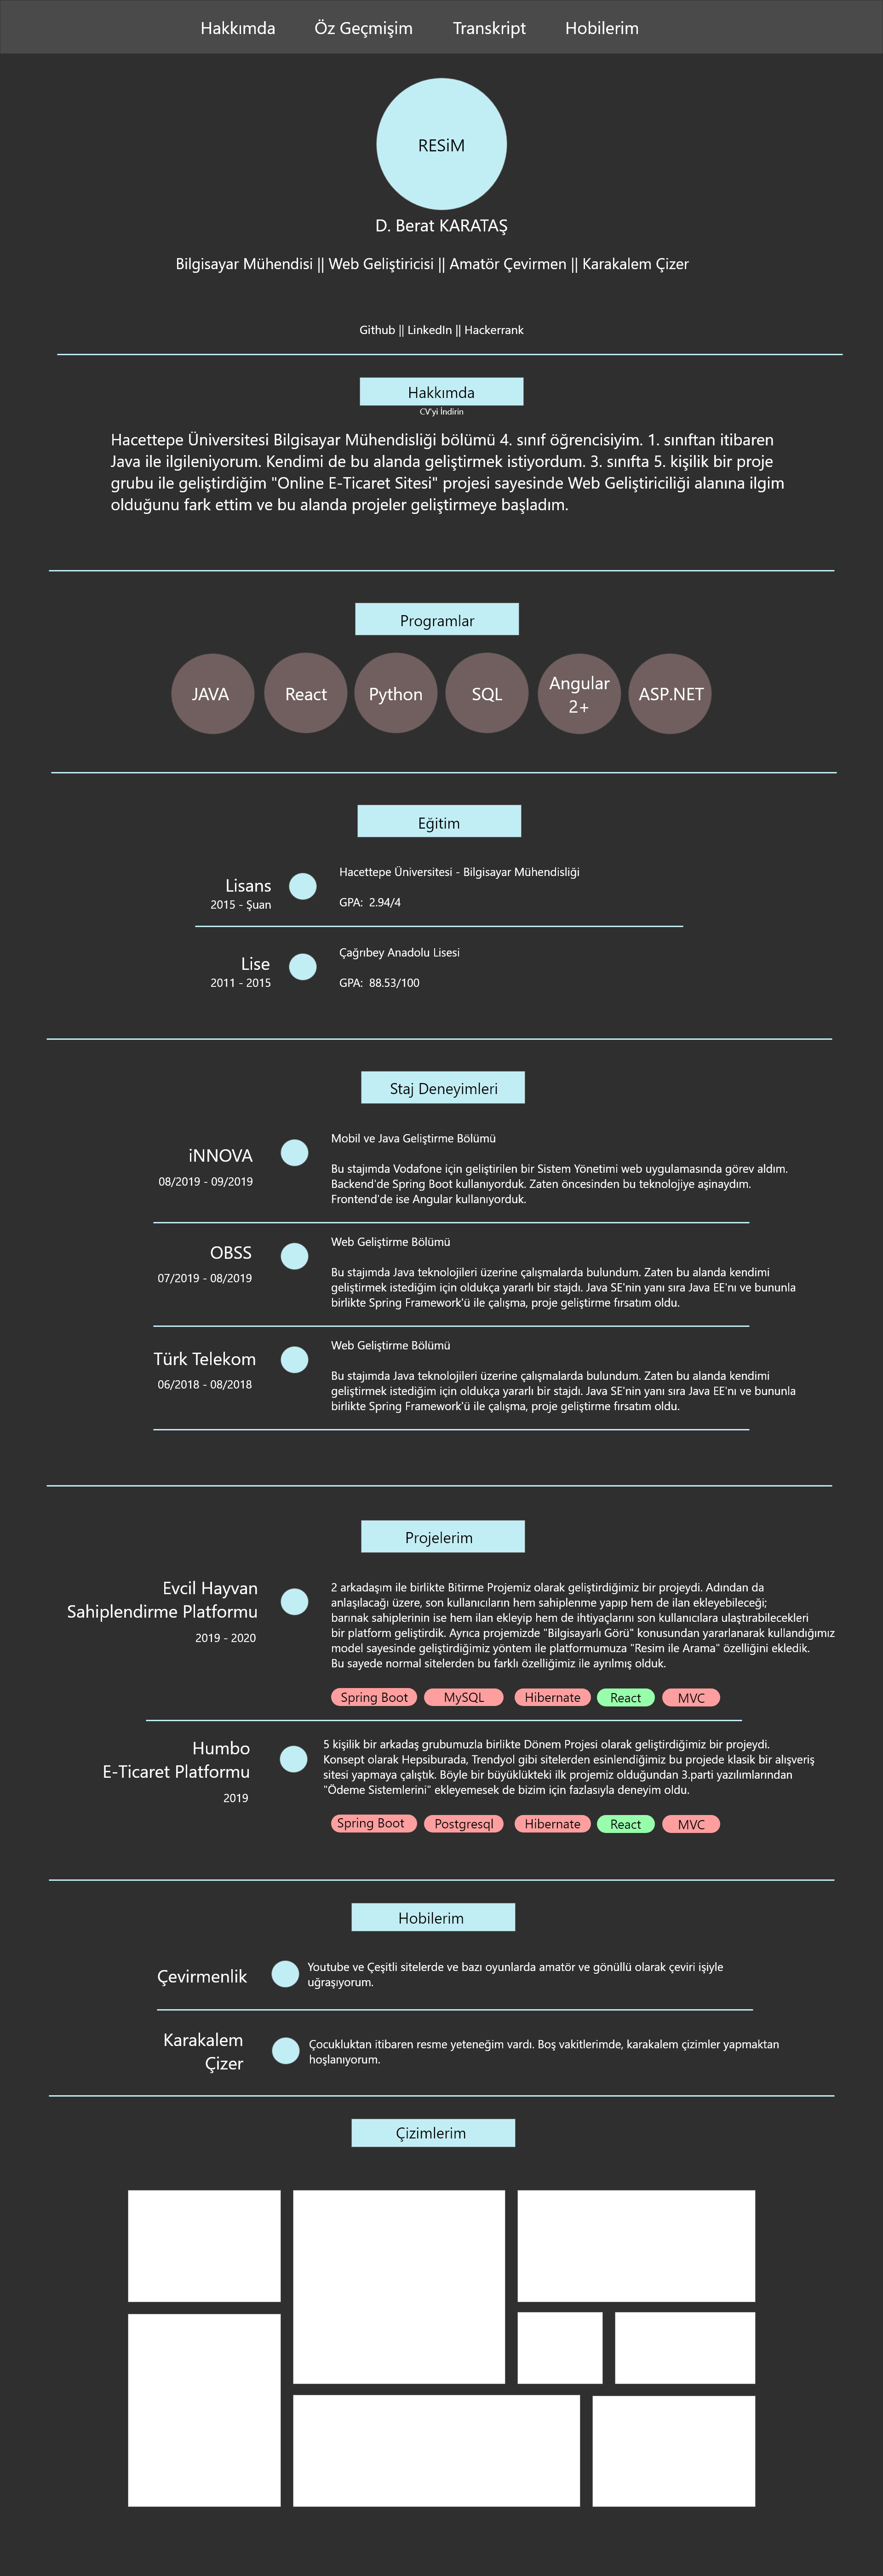 Hakkımda Öz Geçmişim Transkript Hobilerim
RESiM
D. Berat KARATAŞ
Bilgisayar Mühendisi || Web Geliştiricisi || Amatör Çevirmen || Karakalem Çizer
Github || LinkedIn || Hackerrank
Hakkımda
CV'yi İndirin
Hacettepe Üniversitesi Bilgisayar Mühendisliği bölümü 4. sınıf öğrencisiyim. 1. sınıftan itibaren
Java ile ilgileniyorum. Kendimi de bu alanda geliştirmek istiyordum. 3. sınıfta 5. kişilik bir proje
grubu ile geliştirdiğim "Online E-Ticaret Sitesi" projesi sayesinde Web Geliştiriciliği alanına ilgim
olduğunu fark ettim ve bu alanda projeler geliştirmeye başladım.
Programlar
JAVA
React
Python
SQL
Angular
2+
ASP.NET
Eğitim
Lisans
2015 - Şuan
Hacettepe Üniversitesi - Bilgisayar Mühendisliği
GPA: 2.94/4
Lise
2011 - 2015
Çağrıbey Anadolu Lisesi
GPA: 88.53/100
Staj Deneyimleri
iNNOVA
08/2019 - 09/2019
Mobil ve Java Geliştirme Bölümü
Bu stajımda Vodafone için geliştirilen bir Sistem Yönetimi web uygulamasında görev aldım.
Backend'de Spring Boot kullanıyorduk. Zaten öncesinden bu teknolojiye aşinaydım.
Frontend'de ise Angular kullanıyorduk.
OBSS
07/2019 - 08/2019
Web Geliştirme Bölümü
Bu stajımda Java teknolojileri üzerine çalışmalarda bulundum. Zaten bu alanda kendimi
geliştirmek istediğim için oldukça yararlı bir stajdı. Java SE'nin yanı sıra Java EE'nı ve bununla
birlikte Spring Framework'ü ile çalışma, proje geliştirme fırsatım oldu.
Türk Telekom
06/2018 - 08/2018
Web Geliştirme Bölümü
Bu stajımda Java teknolojileri üzerine çalışmalarda bulundum. Zaten bu alanda kendimi
geliştirmek istediğim için oldukça yararlı bir stajdı. Java SE'nin yanı sıra Java EE'nı ve bununla
birlikte Spring Framework'ü ile çalışma, proje geliştirme fırsatım oldu.
Projelerim
Evcil Hayvan
Sahiplendirme Platformu
2019 - 2020
2 arkadaşım ile birlikte Bitirme Projemiz olarak geliştirdiğimiz bir projeydi. Adından da
anlaşılacağı üzere, son kullanıcıların hem sahiplenme yapıp hem de ilan ekleyebileceği;
barınak sahiplerinin ise hem ilan ekleyip hem de ihtiyaçlarını son kullanıcılara ulaştırabilecekleri
bir platform geliştirdik. Ayrıca projemizde "Bilgisayarlı Görü" konusundan yararlanarak kullandığımız
model sayesinde geliştirdiğimiz yöntem ile platformumuza "Resim ile Arama" özelliğini ekledik.
Bu sayede normal sitelerden bu farklı özelliğimiz ile ayrılmış olduk.
Spring Boot MySQL Hibernate React MVC
Humbo
E-Ticaret Platformu
2019
5 kişilik bir arkadaş grubumuzla birlikte Dönem Projesi olarak geliştirdiğimiz bir projeydi.
Konsept olarak Hepsiburada, Trendyol gibi sitelerden esinlendiğimiz bu projede klasik bir alışveriş
sitesi yapmaya çalıştık. Böyle bir büyüklükteki ilk projemiz olduğundan 3.parti yazılımlarından
"Ödeme Sistemlerini" ekleyemesek de bizim için fazlasıyla deneyim oldu.
Spring Boot Postgresql Hibernate React MVC
Hobilerim
Çevirmenlik
Youtube ve Çeşitli sitelerde ve bazı oyunlarda amatör ve gönüllü olarak çeviri işiyle
uğraşıyorum.
Karakalem
Çizer
Çocukluktan itibaren resme yeteneğim vardı. Boş vakitlerimde, karakalem çizimler yapmaktan
hoşlanıyorum.
Çizimlerim